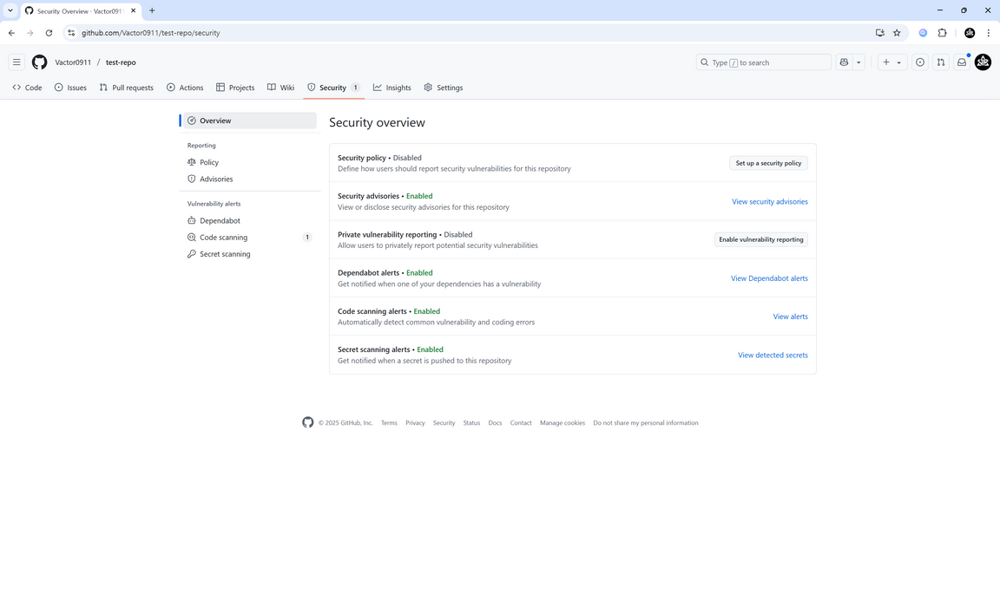 Security Overview · Vactor091
github.com/Vactor0911/test-repo/security
Vactor0911 / test-repo
Type / to search
Code
Issues
Pull requests
Actions
Projects
Wiki
Security 1
Insights
Settings
Overview
Reporting
Policy
Advisories
Vulnerability alerts
Dependabot
Code scanning 1
Secret scanning
Security overview
Security policy • Disabled
Define how users should report security vulnerabilities for this repository
Set up a security policy
Security advisories • Enabled
View or disclose security advisories for this repository
View security advisories
Private vulnerability reporting • Disabled
Allow users to privately report potential security vulnerabilities
Enable vulnerability reporting
Dependabot alerts • Enabled
Get notified when one of your dependencies has a vulnerability
View Dependabot alerts
Code scanning alerts • Enabled
Automatically detect common vulnerability and coding errors
View alerts
Secret scanning alerts • Enabled
Get notified when a secret is pushed to this repository
View detected secrets
© 2025 GitHub, Inc. Terms Privacy Security Status Docs Contact Manage cookies Do not share my personal information